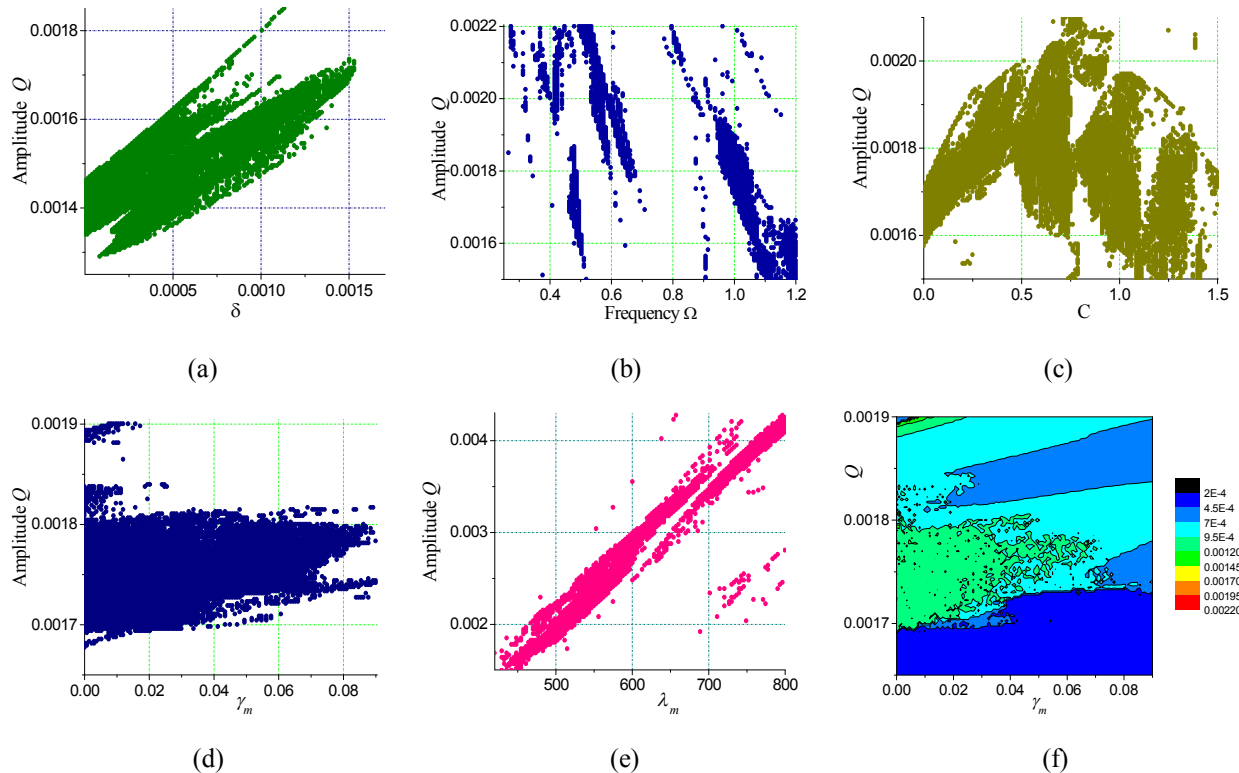 0.0018
0.0016
0.0014
Amplitude Q
0.0005 0.0010 0.0015
δ
(a)
0.0022
0.0020
0.0018
0.0016
Amplitude Q
0.4 0.6 0.8 1.0 1.2
Frequency Ω
(b)
0.0020
0.0018
0.0016
Amplitude Q
0.0 0.5 1.0 1.5
C
(c)
0.0019
0.0018
0.0017
Amplitude Q
0.00 0.02 0.04 0.06 0.08
γm
(d)
0.004
0.003
0.002
Amplitude Q
500 600 700 800
λm
(e)
0.0019
0.0018
0.0017
Q
0.00 0.02 0.04 0.06 0.08
γm
2E-4
4.5E-4
7E-4
9.5E-4
0.00120
0.00145
0.00170
0.00195
0.00220
(f)